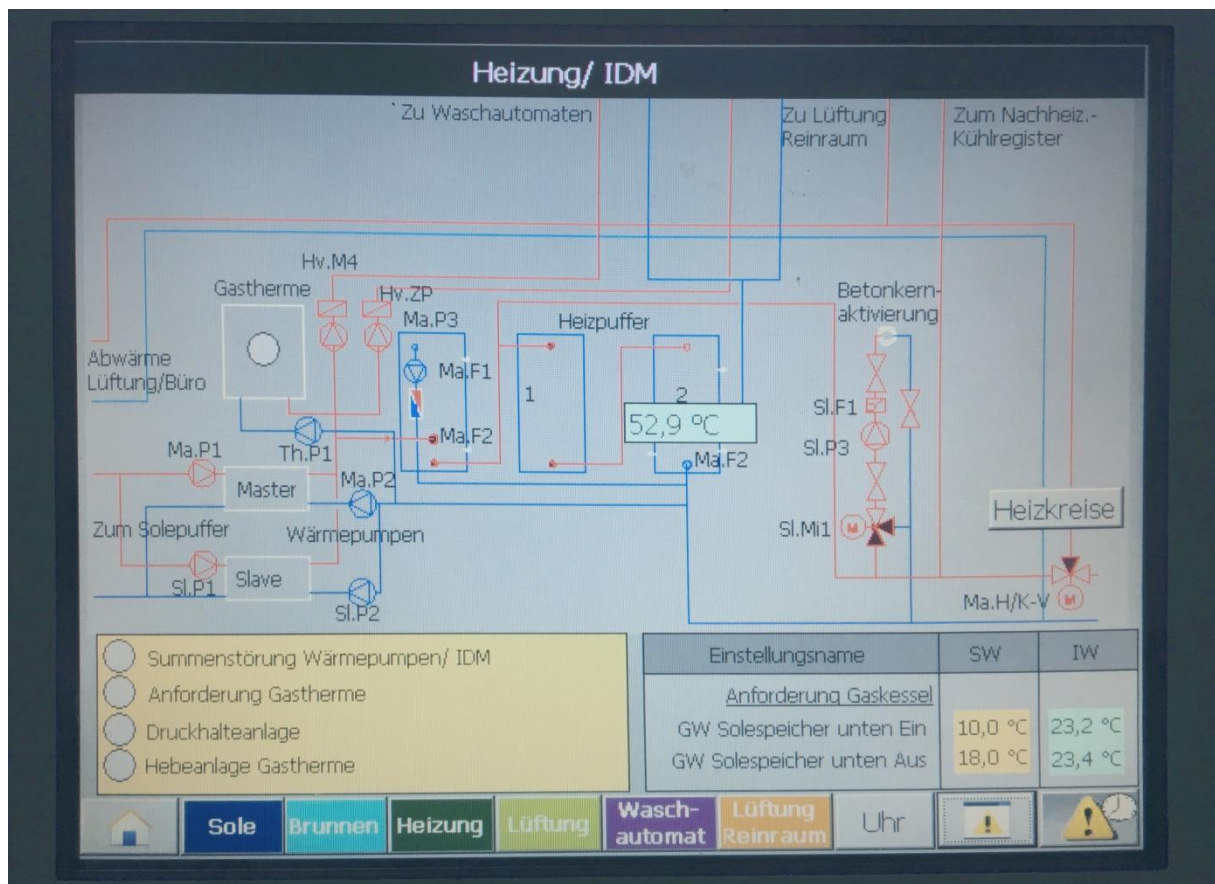 Heizung/ IDM
Zu Waschautomaten
Zu Lüftung
Reinraum
Zum Nachheiz.-
Kühlregister
Hv.M4
Gastherme
Hv.ZP
Ma.P3
Heizpuffer
Betonkern-
aktivierung
Abwärme
Lüftung/Büro
Ma.F1
1
2
52,9 °C
Sl.F1
Ma.F2
Ma.F2
Sl.P3
Ma.P1
Th.P1
Master
Ma.P2
Heizkreise
Zum Solepuffer
Wärmepumpen
Sl.Mi1
M
Slave
Sl.P1
Sl.P2
Ma.H/K-V
M
Summenstörung Wärmepumpen/ IDM
Anforderung Gastherme
Druckhalteanlage
Hebeanlage Gastherme
Einstellungsname SW IW
Anforderung Gaskessel
GW Solespeicher unten Ein 10,0 °C 23,2 °C
GW Solespeicher unten Aus 18,0 °C 23,4 °C
Sole
Brunnen
Heizung
Lüftung
Wasch-
automat
Lüftung
Reinraum
Uhr